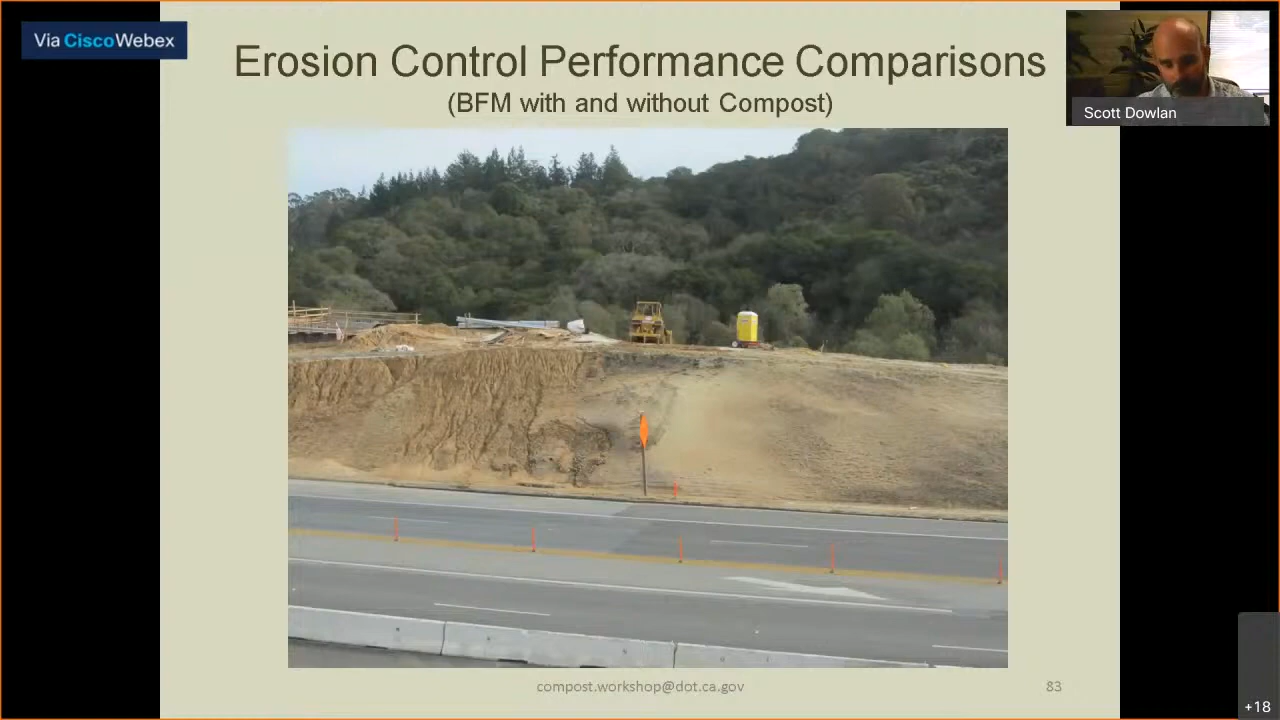 Via CiscoWebex
Erosion Control Performance Comparisons
(BFM with and without Compost)
Scott Dowlan
compost.workshop@dot.ca.gov
83
+18